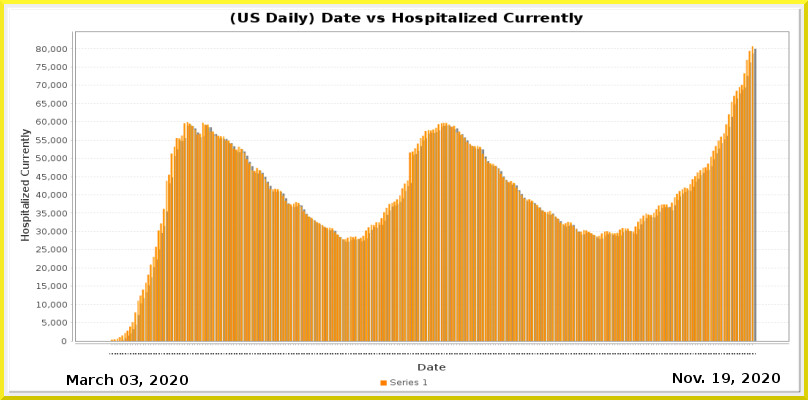 (US Daily) Date vs Hospitalized Currently
80,000
75,000
70,000
65,000
60,000
55,000
50,000
45,000
40,000
35,000
30,000
25,000
20,000
15,000
10,000
5,000
0
Hospitalized Currently
Date
March 03, 2020
Nov. 19, 2020
Series 1